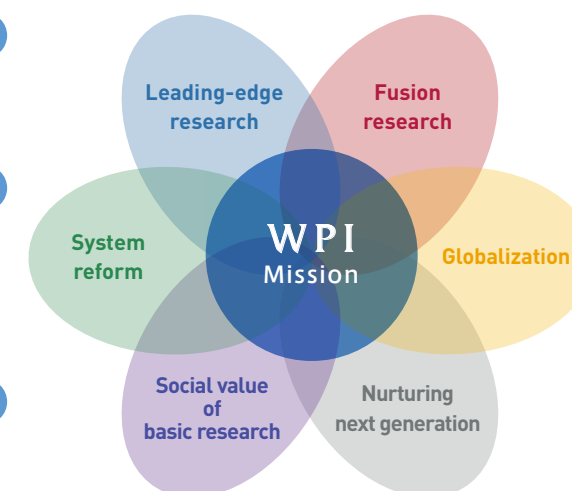 Leading-edge
research
Fusion
research
System
reform
WPI
Mission
Globalization
Social value
of
basic research
Nurturing
next generation